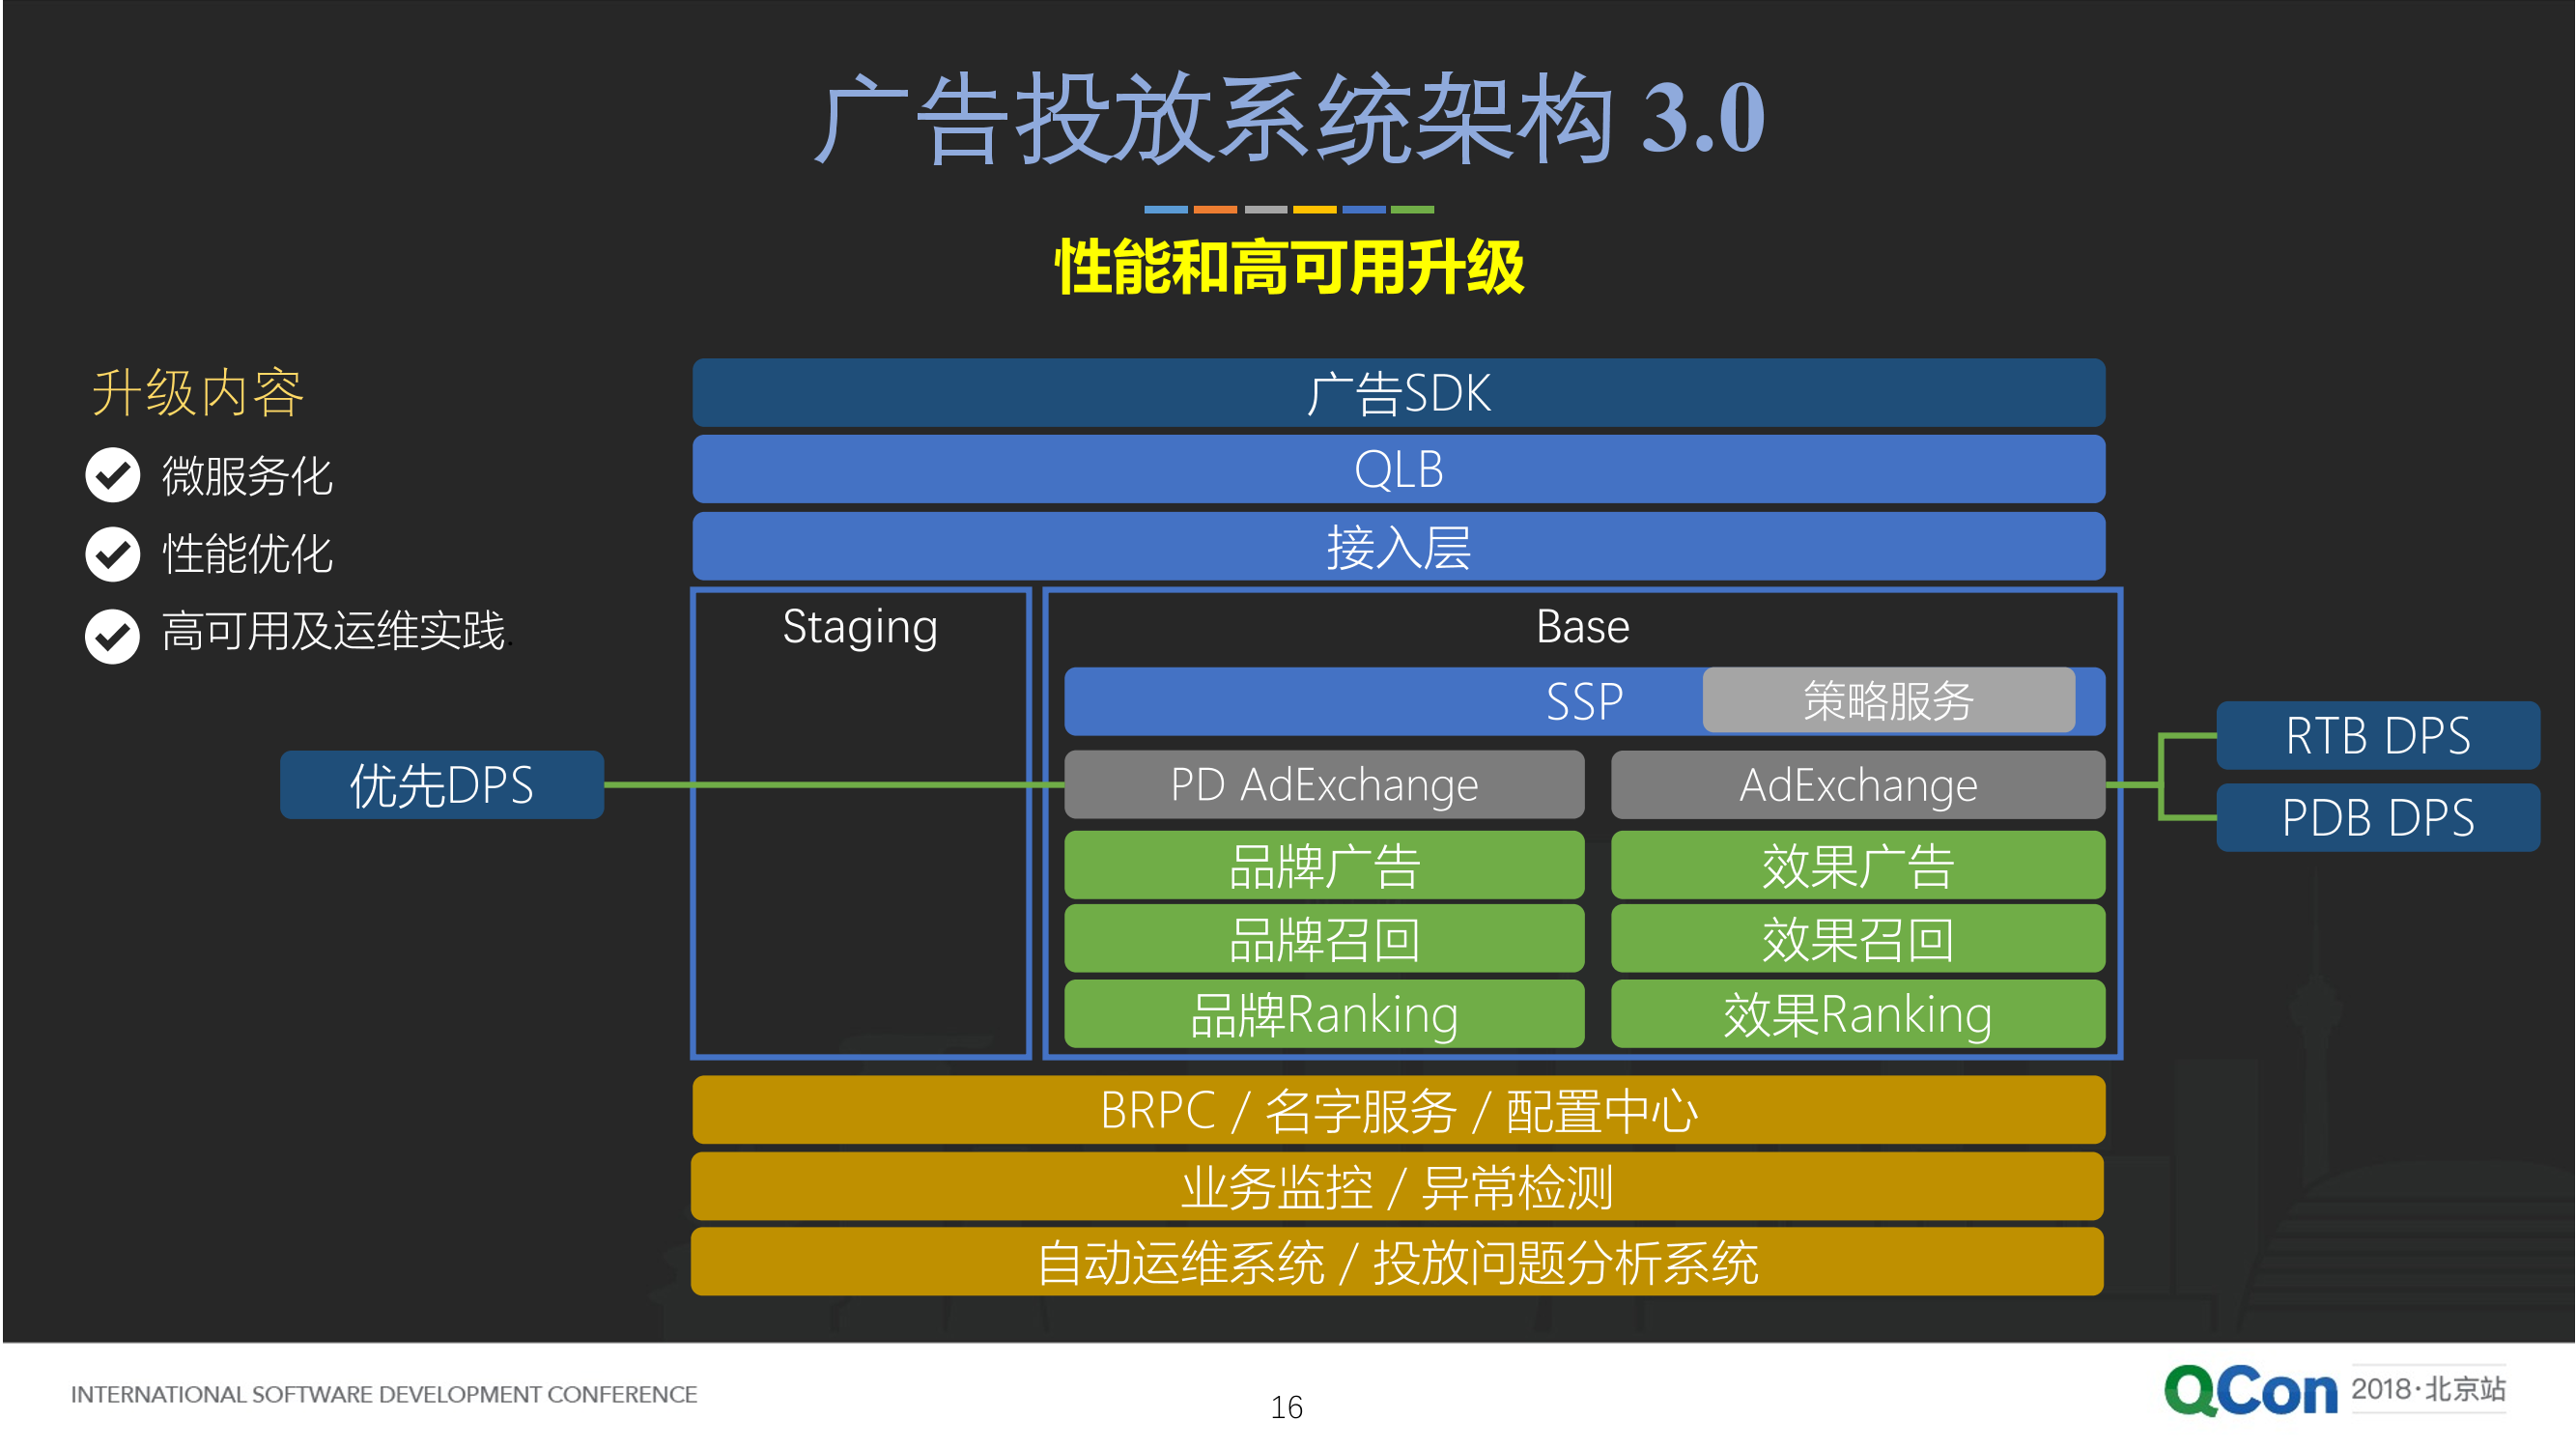 广告投放系统架构 3.0
性能和高可用升级
升级内容
微服务化
性能优化
高可用及运维实践.
广告SDK
QLB
接入层
Staging
Base
SSP
策略服务
优先DPS
PD AdExchange
AdExchange
RTB DPS
PDB DPS
品牌广告
效果广告
品牌召回
效果召回
品牌Ranking
效果Ranking
BRPC / 名字服务 / 配置中心
业务监控 / 异常检测
自动运维系统 / 投放问题分析系统
INTERNATIONAL SOFTWARE DEVELOPMENT CONFERENCE
16
QCon 2018·北京站